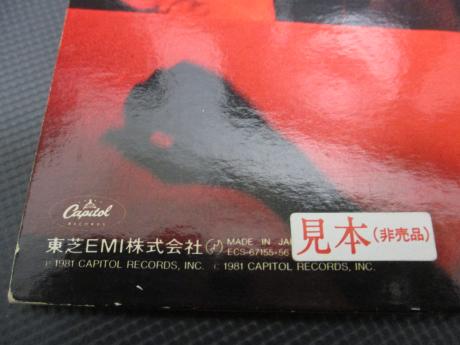 Capitol
RECORDS
東芝EMI株式会社 MADE IN JA
ECS-67155・56
見本(非売品)
℗ 1981 CAPITOL RECORDS, INC. © 1981 CAPITOL RECORDS, INC.